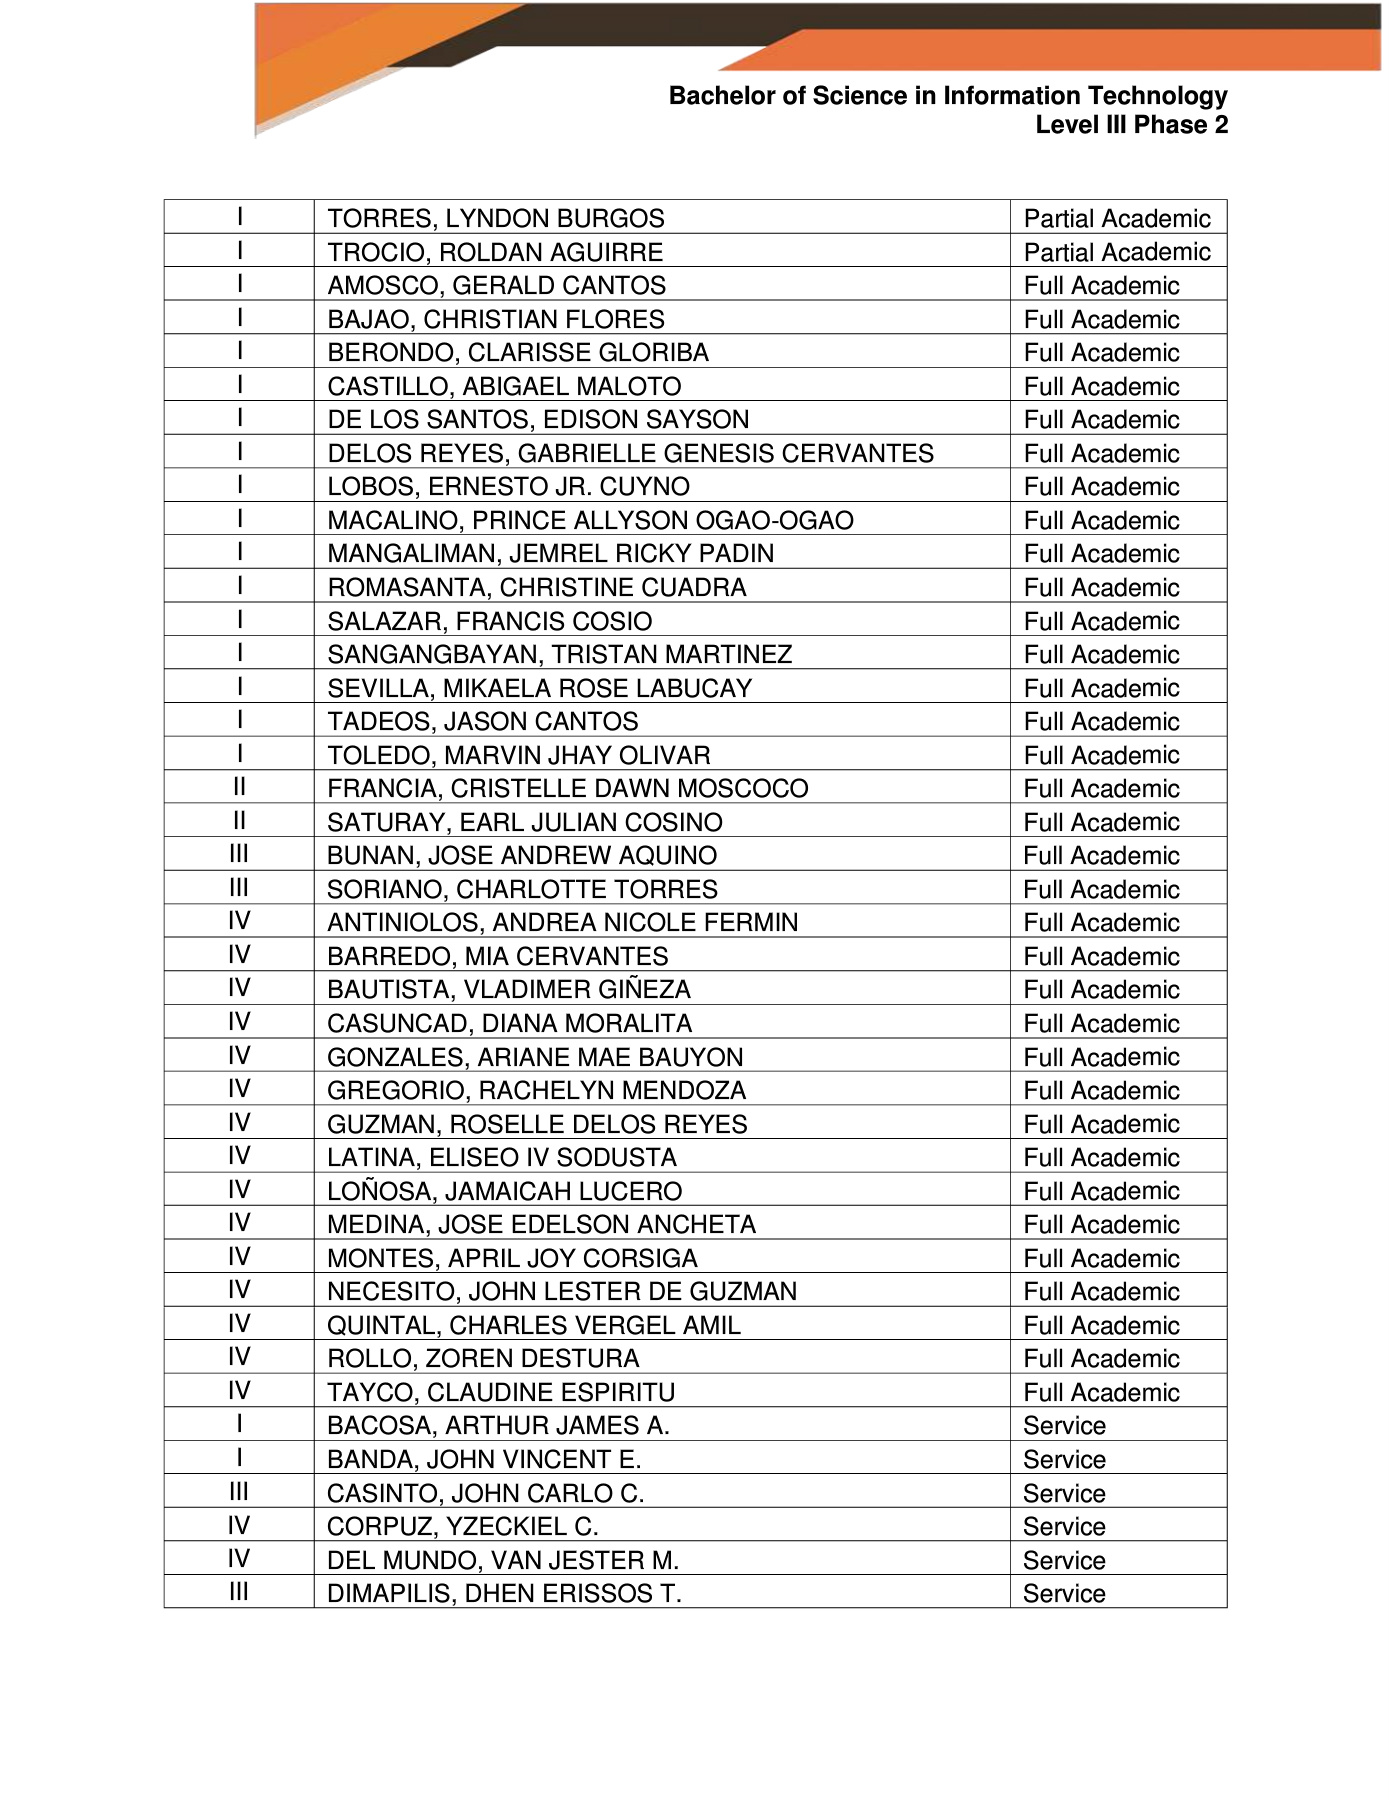 Bachelor of Science in Information Technology
Level III Phase 2
I TORRES, LYNDON BURGOS Partial Academic
I TROCIO, ROLDAN AGUIRRE Partial Academic
I AMOSCO, GERALD CANTOS Full Academic
I BAJAO, CHRISTIAN FLORES Full Academic
I BERONDO, CLARISSE GLORIBA Full Academic
I CASTILLO, ABIGAEL MALOTO Full Academic
I DE LOS SANTOS, EDISON SAYSON Full Academic
I DELOS REYES, GABRIELLE GENESIS CERVANTES Full Academic
I LOBOS, ERNESTO JR. CUYNO Full Academic
I MACALINO, PRINCE ALLYSON OGAO-OGAO Full Academic
I MANGALIMAN, JEMREL RICKY PADIN Full Academic
I ROMASANTA, CHRISTINE CUADRA Full Academic
I SALAZAR, FRANCIS COSIO Full Academic
I SANGANGBAYAN, TRISTAN MARTINEZ Full Academic
I SEVILLA, MIKAELA ROSE LABUCAY Full Academic
I TADEOS, JASON CANTOS Full Academic
I TOLEDO, MARVIN JHAY OLIVAR Full Academic
II FRANCIA, CRISTELLE DAWN MOSCOCO Full Academic
II SATURAY, EARL JULIAN COSINO Full Academic
III BUNAN, JOSE ANDREW AQUINO Full Academic
III SORIANO, CHARLOTTE TORRES Full Academic
IV ANTINIOLOS, ANDREA NICOLE FERMIN Full Academic
IV BARREDO, MIA CERVANTES Full Academic
IV BAUTISTA, VLADIMER GIÑEZA Full Academic
IV CASUNCAD, DIANA MORALITA Full Academic
IV GONZALES, ARIANE MAE BAUYON Full Academic
IV GREGORIO, RACHELYN MENDOZA Full Academic
IV GUZMAN, ROSELLE DELOS REYES Full Academic
IV LATINA, ELISEO IV SODUSTA Full Academic
IV LOÑOSA, JAMAICAH LUCERO Full Academic
IV MEDINA, JOSE EDELSON ANCHETA Full Academic
IV MONTES, APRIL JOY CORSIGA Full Academic
IV NECESITO, JOHN LESTER DE GUZMAN Full Academic
IV QUINTAL, CHARLES VERGEL AMIL Full Academic
IV ROLLO, ZOREN DESTURA Full Academic
IV TAYCO, CLAUDINE ESPIRITU Full Academic
I BACOSA, ARTHUR JAMES A. Service
I BANDA, JOHN VINCENT E. Service
III CASINTO, JOHN CARLO C. Service
IV CORPUZ, YZECKIEL C. Service
IV DEL MUNDO, VAN JESTER M. Service
III DIMAPILIS, DHEN ERISSOS T. Service